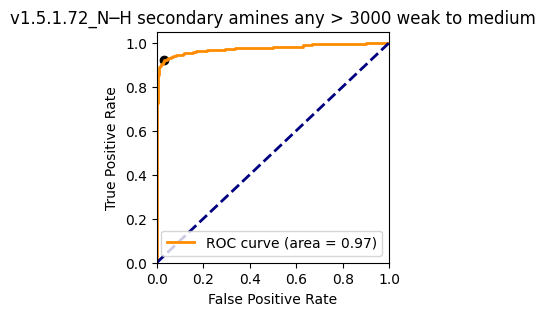 v1.5.1.72_N−H secondary amines any > 3000 weak to medium
True Positive Rate
1.0
0.8
0.6
0.4
0.2
0.0
ROC curve (area = 0.97)
0.0 0.2 0.4 0.6 0.8 1.0
False Positive Rate